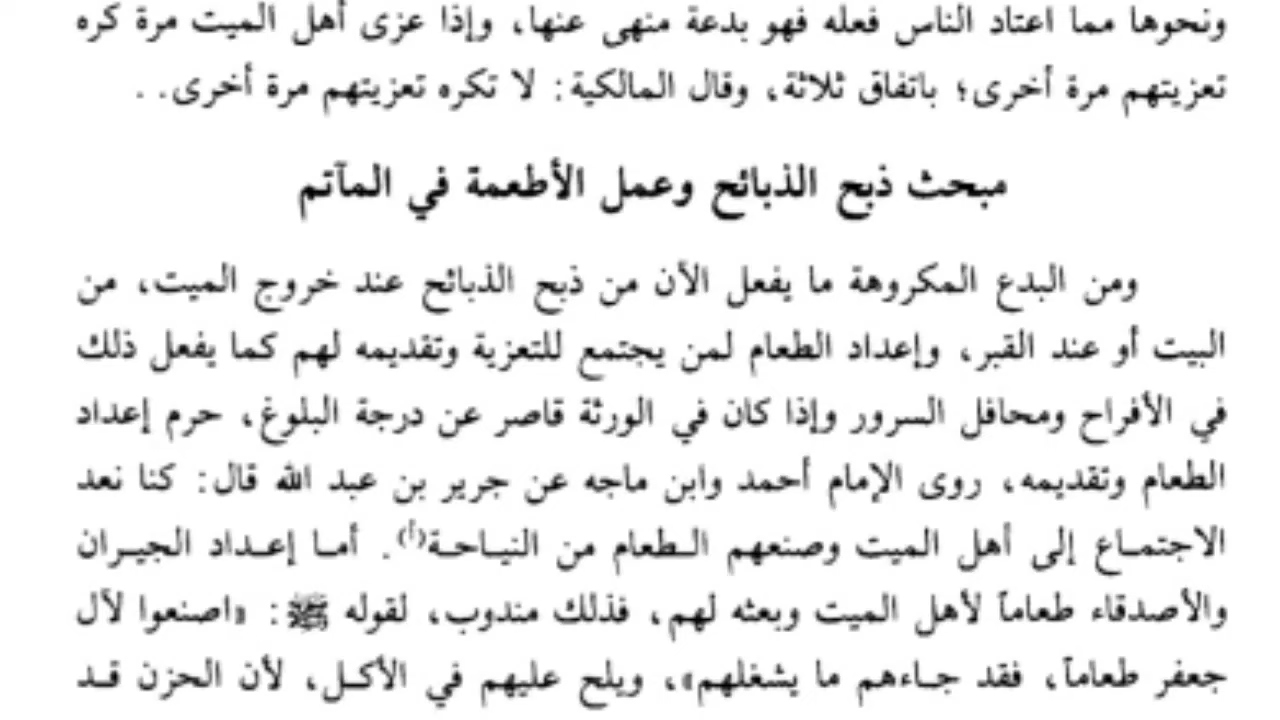 ونحوها مما اعتاد الناس فعله فهو بدعة منهى عنها، وإذا عزى أهل الميت مرة كره
تعزيتهم مرة أخرى؛ باتفاق ثلاثة، وقال المالكية: لا تكره تعزيتهم مرة أخرى. .
مبحث ذبح الذبائح وعمل الأطعمة في المآتم
ومن البدع المكروهة ما يفعل الآن من ذبح الذبائح عند خروج الميت، من
البيت أو عند القبر، وإعداد الطعام لمن يجتمع للتعزية وتقديمه لهم كما يفعل ذلك
في الأفراح ومحافل السرور وإذا كان في الورثة قاصر عن درجة البلوغ، حرم إعداد
الطعام وتقديمه، روى الإمام أحمد وابن ماجه عن جرير بن عبد الله قال: كنا نعد
الاجتماع إلى أهل الميت وصنعهم الطعام من النياحة(أ). أما إعداد الجيران
والأصدقاء طعاماً لأهل الميت وبعثه لهم، فذلك مندوب، لقوله ﷺ: «اصنعوا لآل
جعفر طعاماً، فقد جاءهم ما يشغلهم»، ويلح عليهم في الأكل، لأن الحزن قد